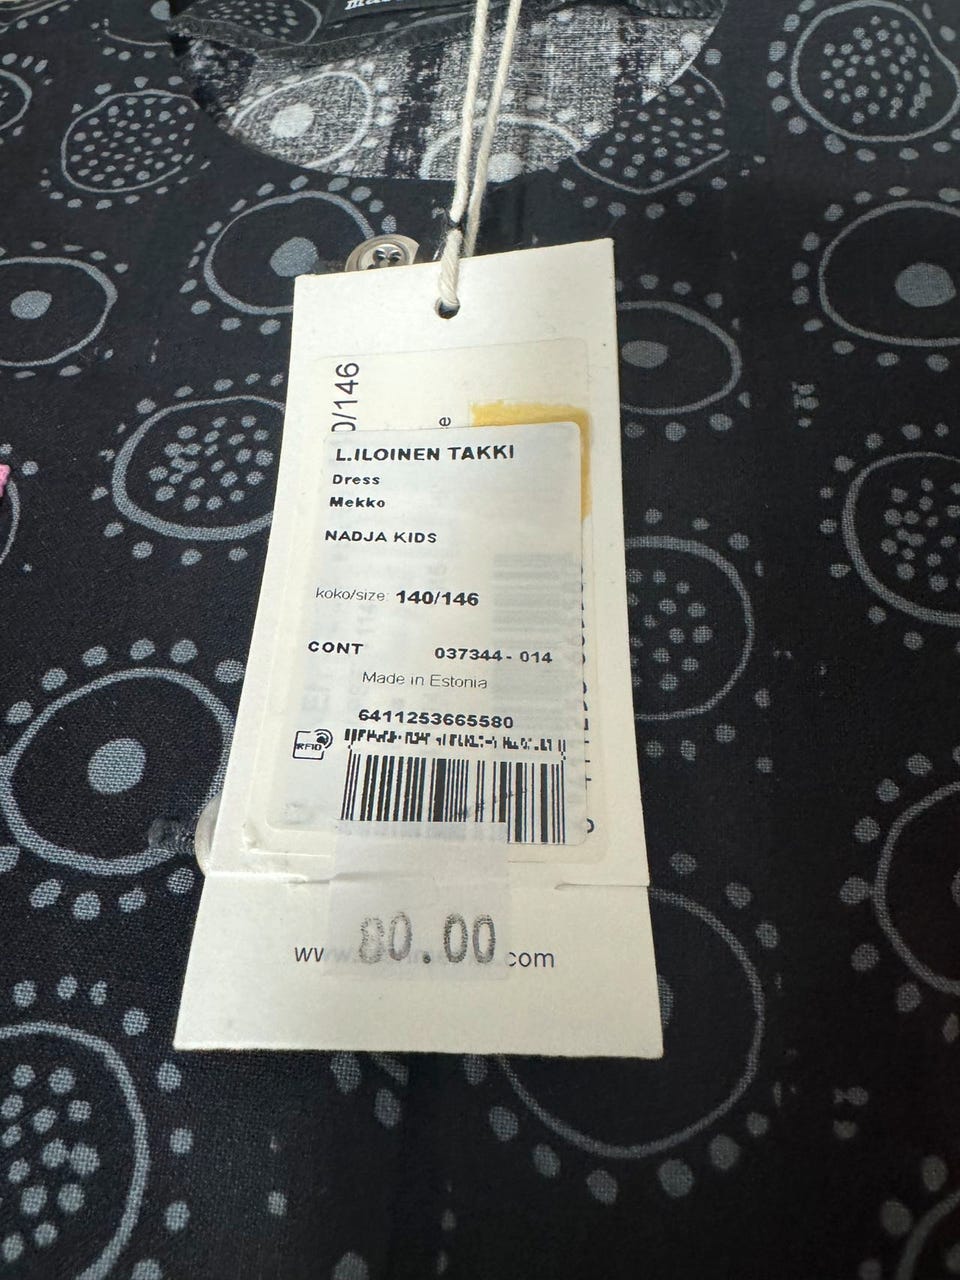 0/146
e
L.ILOINEN TAKKI
Dress
Mekko
NADJA KIDS
koko/size: 140/146
CONT 037344-014
Made in Estonia
6411253665580
RFID
80.00
com